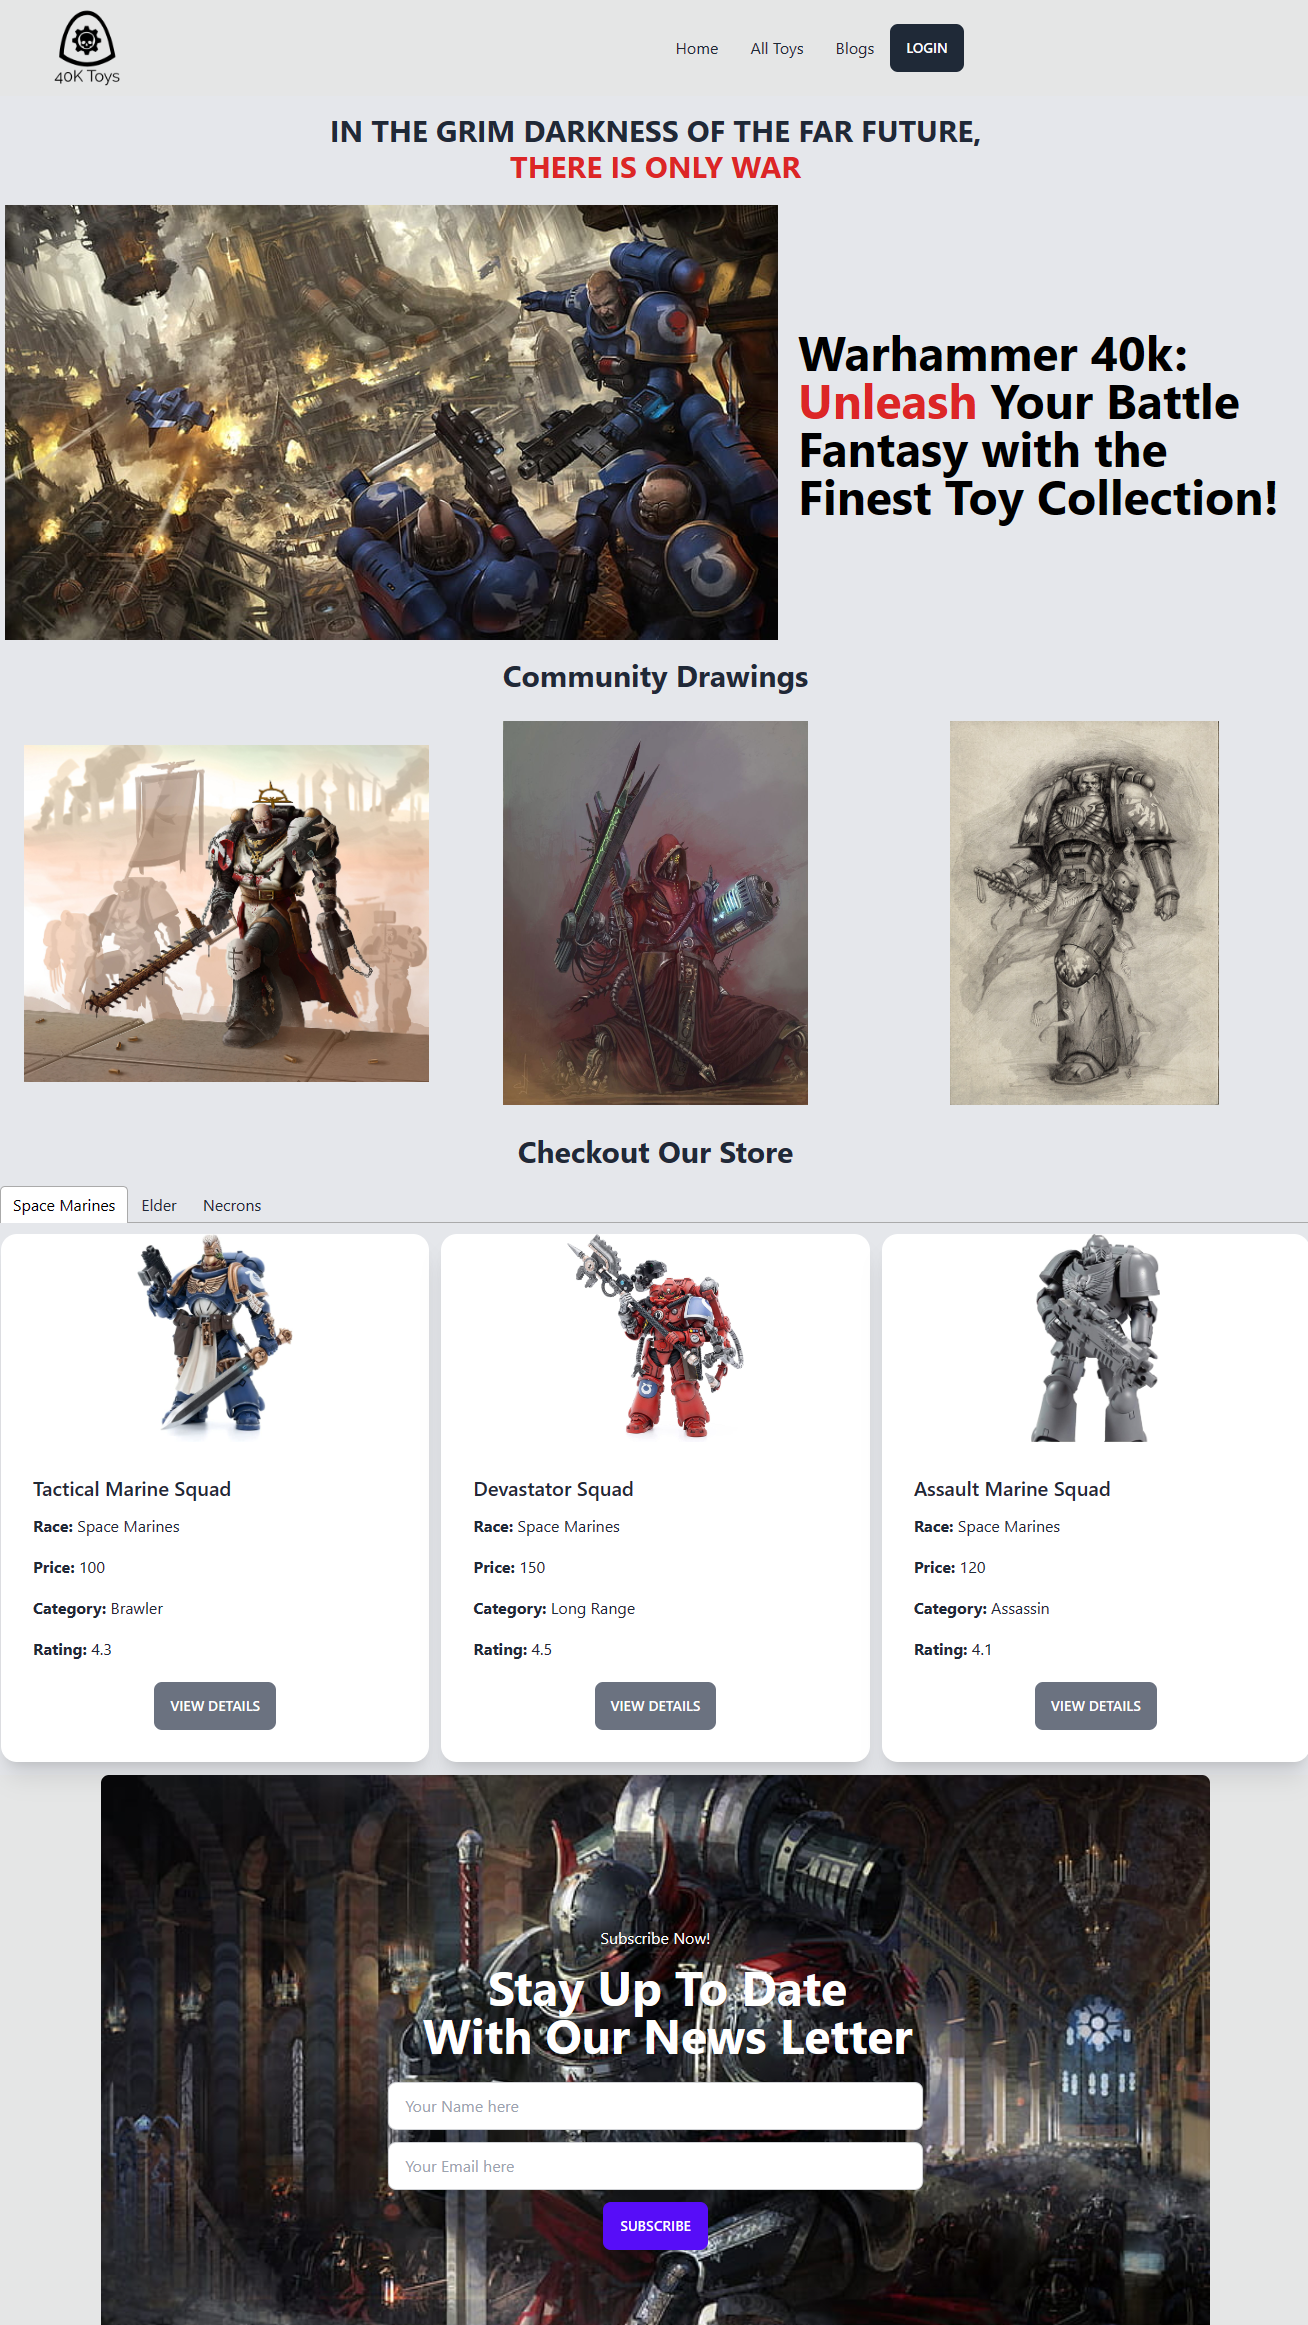 40K Toys
Home
All Toys
Blogs
LOGIN
IN THE GRIM DARKNESS OF THE FAR FUTURE,
THERE IS ONLY WAR
Warhammer 40k:
Unleash Your Battle
Fantasy with the
Finest Toy Collection!
Community Drawings
Checkout Our Store
Space Marines
Elder
Necrons
Tactical Marine Squad
Race: Space Marines
Price: 100
Category: Brawler
Rating: 4.3
VIEW DETAILS
Devastator Squad
Race: Space Marines
Price: 150
Category: Long Range
Rating: 4.5
VIEW DETAILS
Assault Marine Squad
Race: Space Marines
Price: 120
Category: Assassin
Rating: 4.1
VIEW DETAILS
Subscribe Now!
Stay Up To Date
With Our News Letter
Your Name here
Your Email here
SUBSCRIBE